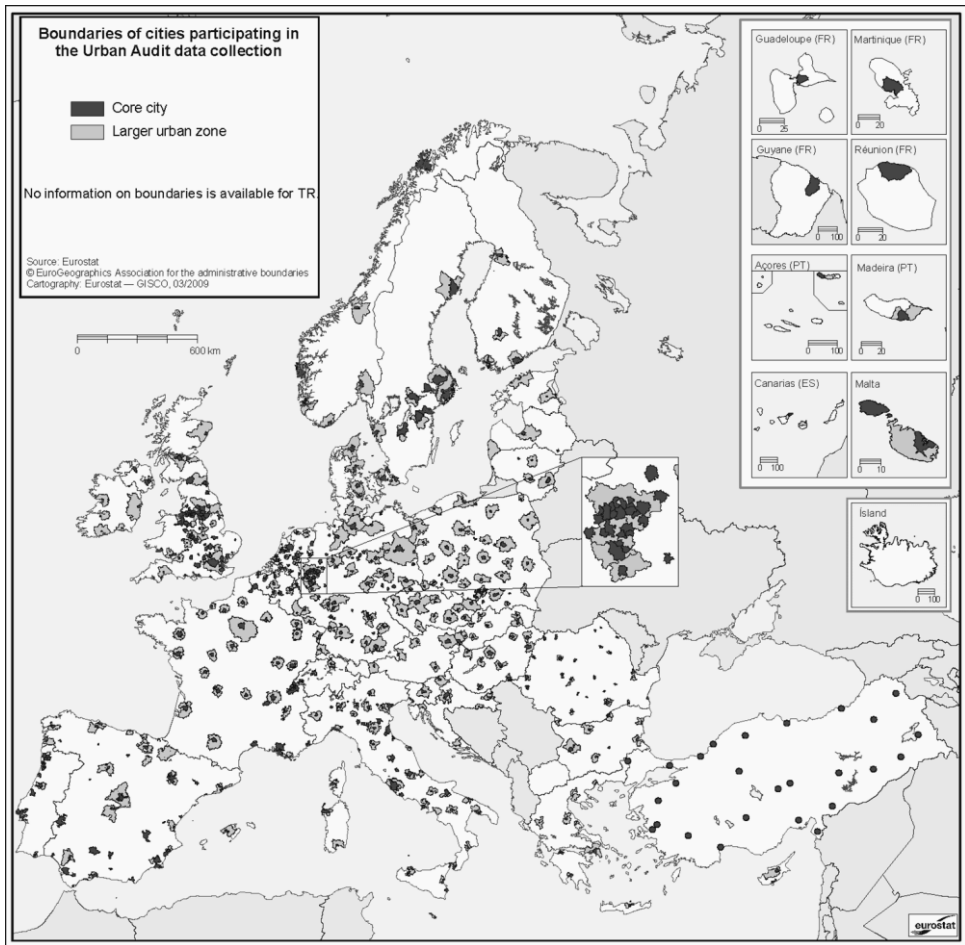 Boundaries of cities participating in
the Urban Audit data collection
Core city
Larger urban zone
No information on boundaries is available for TR.
Source: Eurostat
© EuroGeographics Association for the administrative boundaries
Cartography: Eurostat — GISCO, 03/2009
0 600 km
Guadeloupe (FR)
0 25
Martinique (FR)
0 20
Guyane (FR)
0 100
Réunion (FR)
0 20
Açores (PT)
0 100
Madeira (PT)
0 20
Canarias (ES)
0 100
Malta
0 10
Ísland
0 100
eurostat